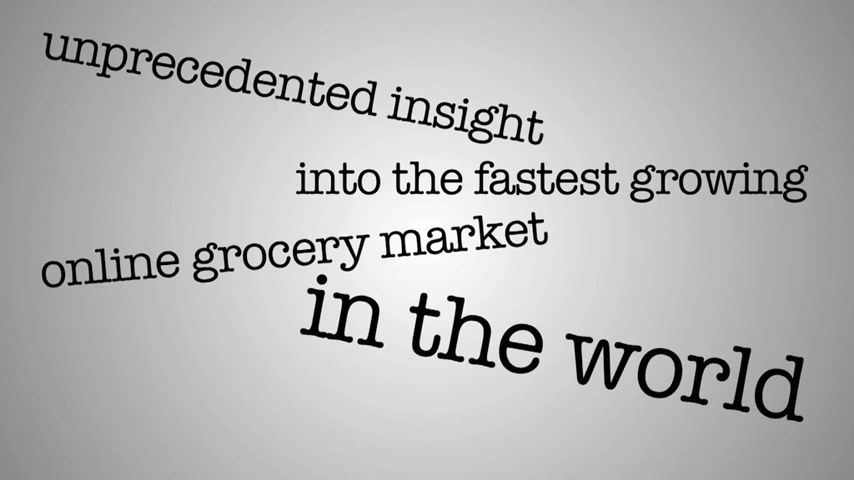 unprecedented insight
into the fastest growing
online grocery market
in the world